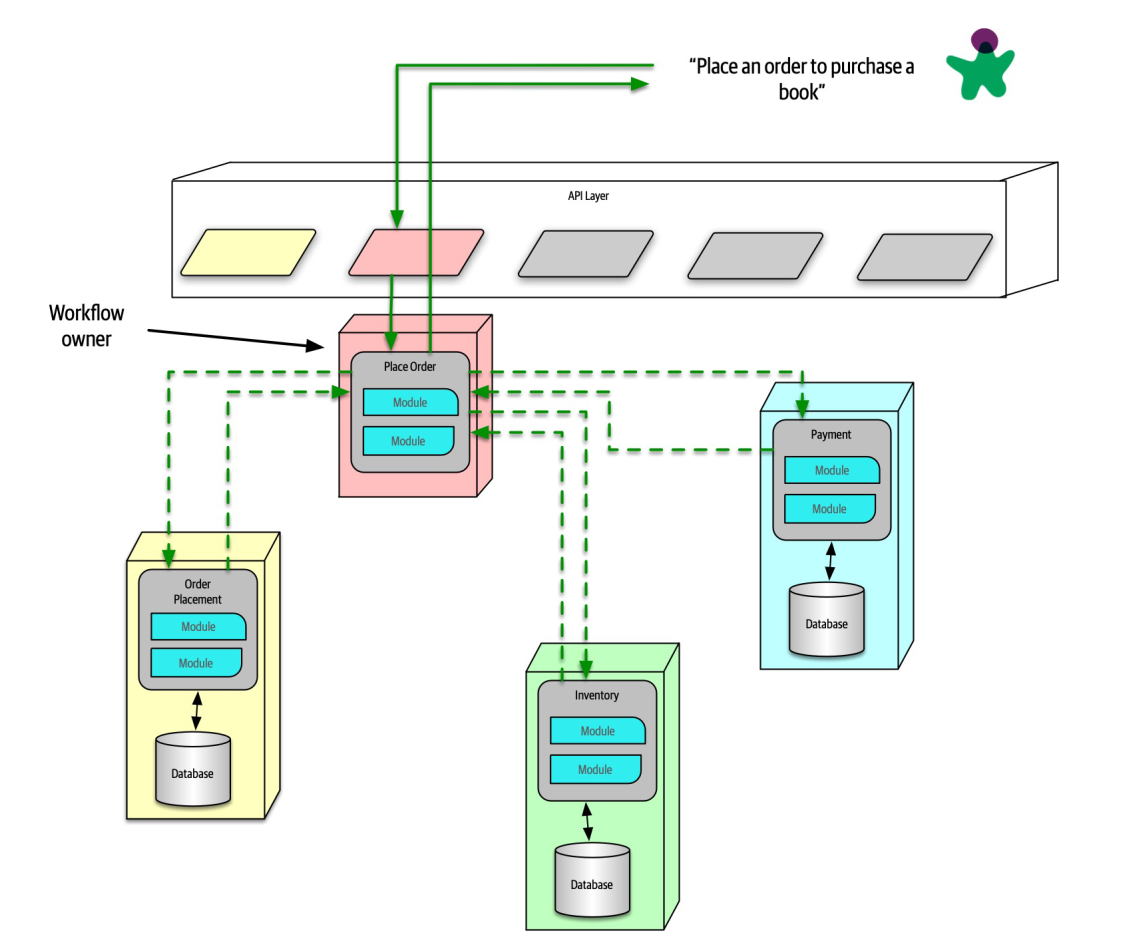 “Place an order to purchase a
book”
API Layer
Workflow
owner
Place Order
Module
Module
Payment
Module
Module
Database
Order
Placement
Module
Module
Database
Inventory
Module
Module
Database